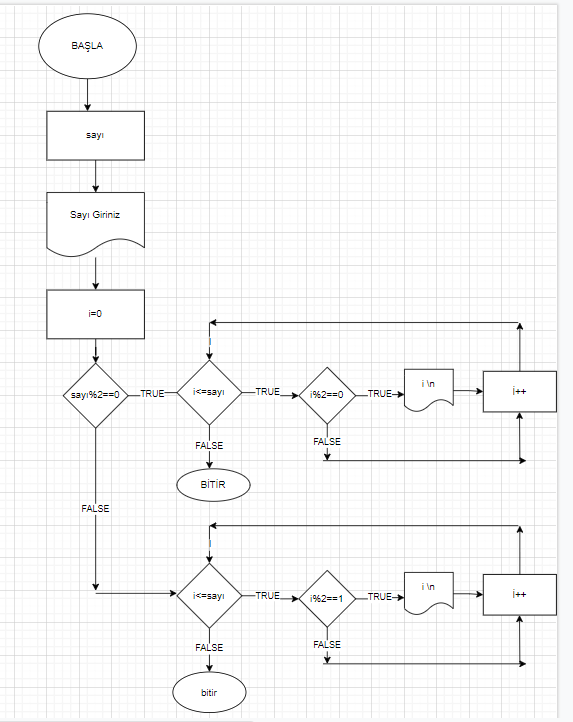 BAŞLA
sayı
Sayı Giriniz
i=0
sayı%2==0
TRUE
i<=sayı
TRUE
i%2==0
TRUE
i \n
İ++
FALSE
FALSE
BİTİR
FALSE
i<=sayı
TRUE
i%2==1
TRUE
i \n
İ++
FALSE
FALSE
bitir